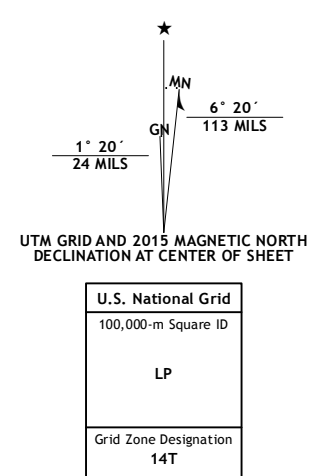 ★
MN
GN
6° 20´
113 MILS
1° 20´
24 MILS
UTM GRID AND 2015 MAGNETIC NORTH
DECLINATION AT CENTER OF SHEET
U.S. National Grid
100,000-m Square ID
LP
Grid Zone Designation
14T